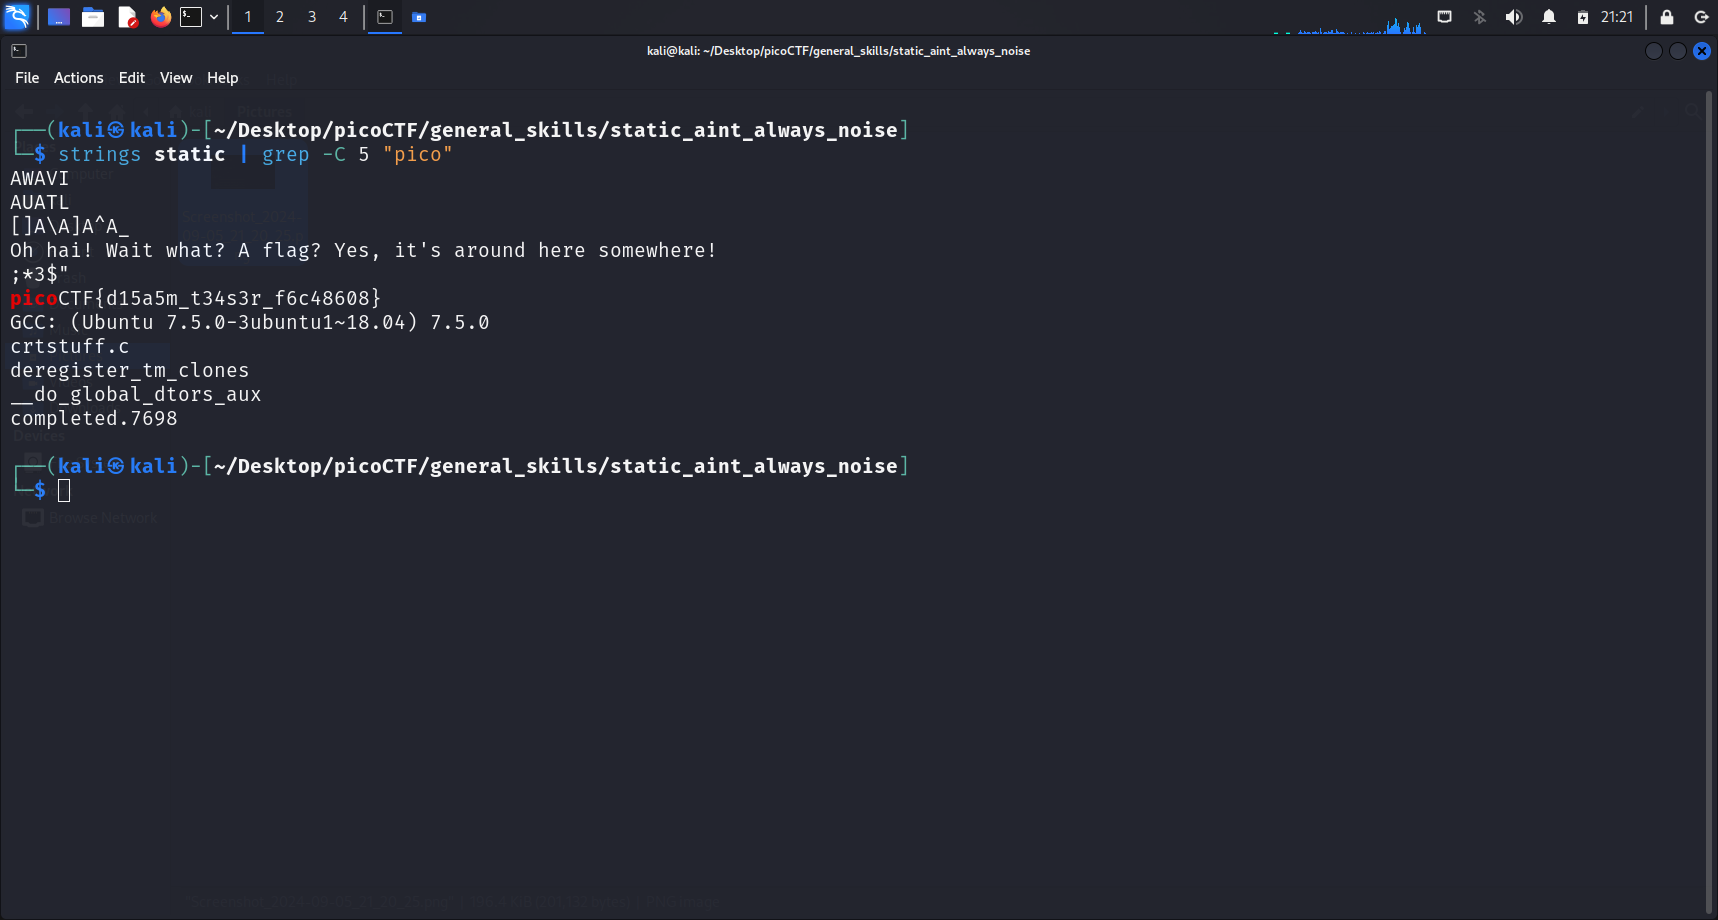 1 2 3 4 21:21
kali@kali: ~/Desktop/picoCTF/general_skills/static_aint_always_noise
File Actions Edit View Help
┌──(kali㉿kali)-[~/Desktop/picoCTF/general_skills/static_aint_always_noise]
└─$ strings static | grep -C 5 "pico"
AWAVI
AUATL
[]A\A]A^A_
Oh hai! Wait what? A flag? Yes, it's around here somewhere!
;*3$"
picoCTF{d15a5m_t34s3r_f6c48608}
GCC: (Ubuntu 7.5.0-3ubuntu1~18.04) 7.5.0
crtstuff.c
deregister_tm_clones
__do_global_dtors_aux
completed.7698
Devices
┌──(kali㉿kali)-[~/Desktop/picoCTF/general_skills/static_aint_always_noise]
└─$
Browse Network